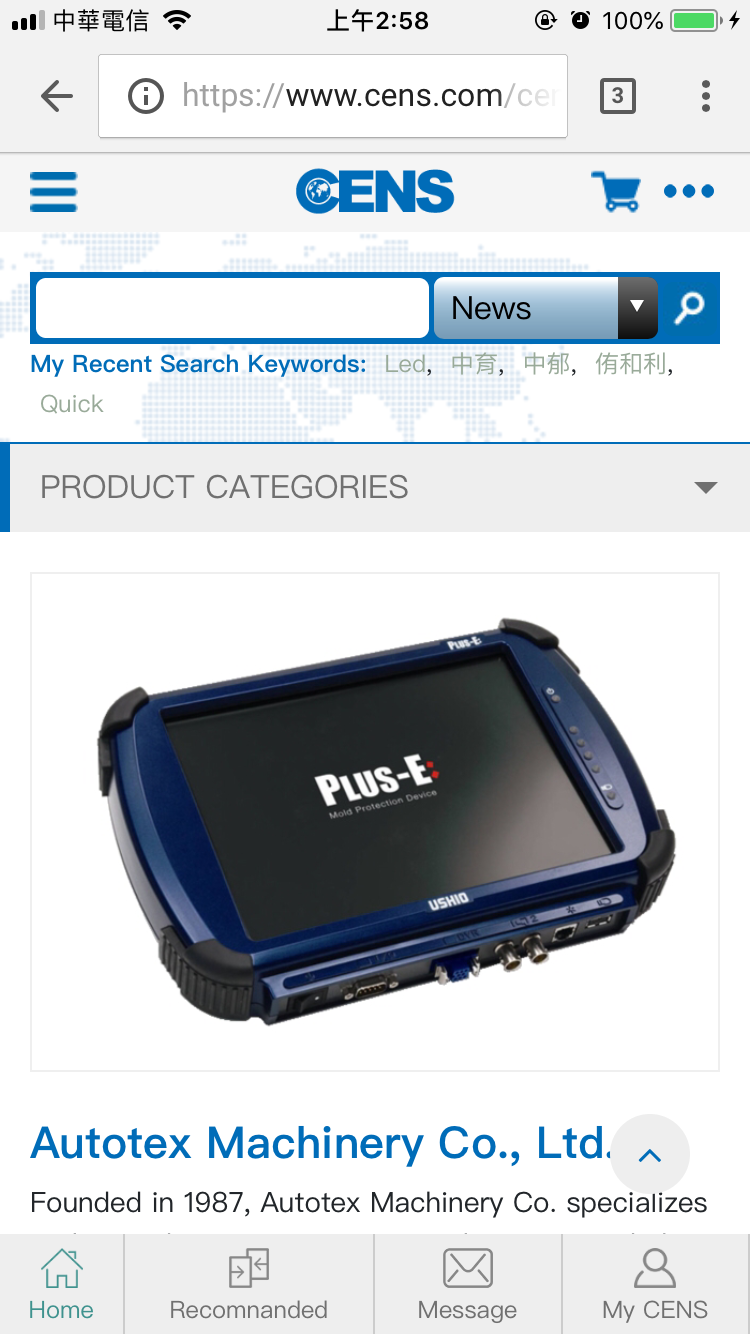 中華電信 上午2:58 100%
https://www.cens.com/cen
3
CENS
News
My Recent Search Keywords: Led, 中育, 中郁, 侑和利,
Quick
PRODUCT CATEGORIES
PLUS-E
PLUS-E
Mold Protection Device
USHIO
Autotex Machinery Co., Ltd.
Founded in 1987, Autotex Machinery Co. specializes
Home Recomnanded Message My CENS